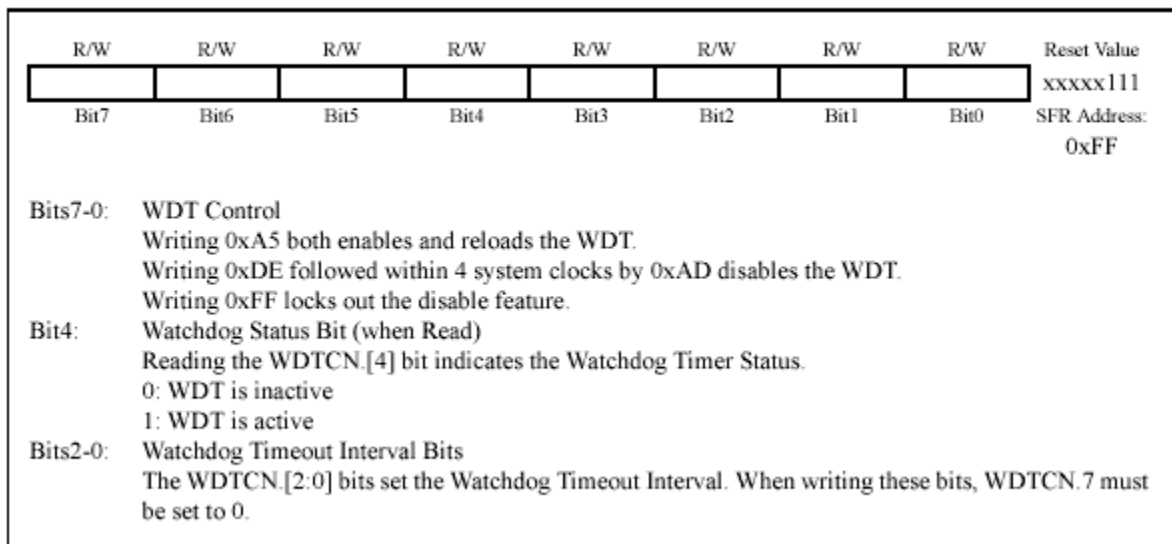 R/W R/W R/W R/W R/W R/W R/W R/W Reset Value
xxxxx111
Bit7 Bit6 Bit5 Bit4 Bit3 Bit2 Bit1 Bit0 SFR Address:
0xFF
Bits7-0: WDT Control
Writing 0xA5 both enables and reloads the WDT.
Writing 0xDE followed within 4 system clocks by 0xAD disables the WDT.
Writing 0xFF locks out the disable feature.
Bit4: Watchdog Status Bit (when Read)
Reading the WDTCN.[4] bit indicates the Watchdog Timer Status.
0: WDT is inactive
1: WDT is active
Bits2-0: Watchdog Timeout Interval Bits
The WDTCN.[2:0] bits set the Watchdog Timeout Interval. When writing these bits, WDTCN.7 must
be set to 0.